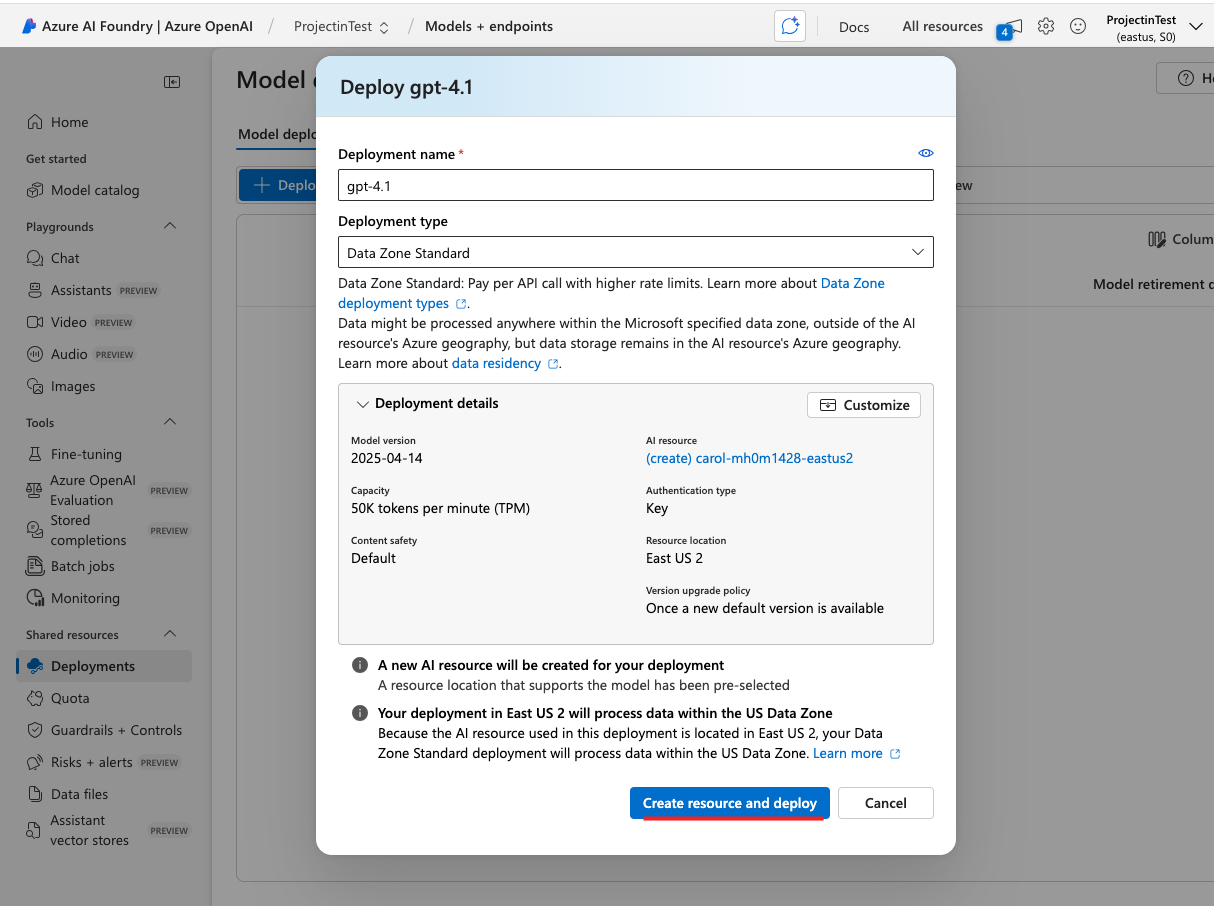 Azure AI Foundry | Azure OpenAI / ProjectinTest / Models + endpoints
Docs
All resources
4
ProjectinTest
(eastus, S0)
Home
Get started
Model catalog
Playgrounds
Chat
Assistants PREVIEW
Video PREVIEW
Audio PREVIEW
Images
Tools
Fine-tuning
Azure OpenAI
Evaluation
PREVIEW
Stored
completions
PREVIEW
Batch jobs
Monitoring
Shared resources
Deployments
Quota
Guardrails + Controls
Risks + alerts PREVIEW
Data files
Assistant
vector stores
PREVIEW
Model
Model deplo
+ Deplo
ew
Colum
Model retirement d
Deploy gpt-4.1
Deployment name *
gpt-4.1
Deployment type
Data Zone Standard
Data Zone Standard: Pay per API call with higher rate limits. Learn more about Data Zone
deployment types.
Data might be processed anywhere within the Microsoft specified data zone, outside of the AI
resource's Azure geography, but data storage remains in the AI resource's Azure geography.
Learn more about data residency.
Deployment details
Customize
Model version
2025-04-14
Capacity
50K tokens per minute (TPM)
Content safety
Default
AI resource
(create) carol-mh0m1428-eastus2
Authentication type
Key
Resource location
East US 2
Version upgrade policy
Once a new default version is available
A new AI resource will be created for your deployment
A resource location that supports the model has been pre-selected
Your deployment in East US 2 will process data within the US Data Zone
Because the AI resource used in this deployment is located in East US 2, your Data
Zone Standard deployment will process data within the US Data Zone. Learn more
Create resource and deploy
Cancel